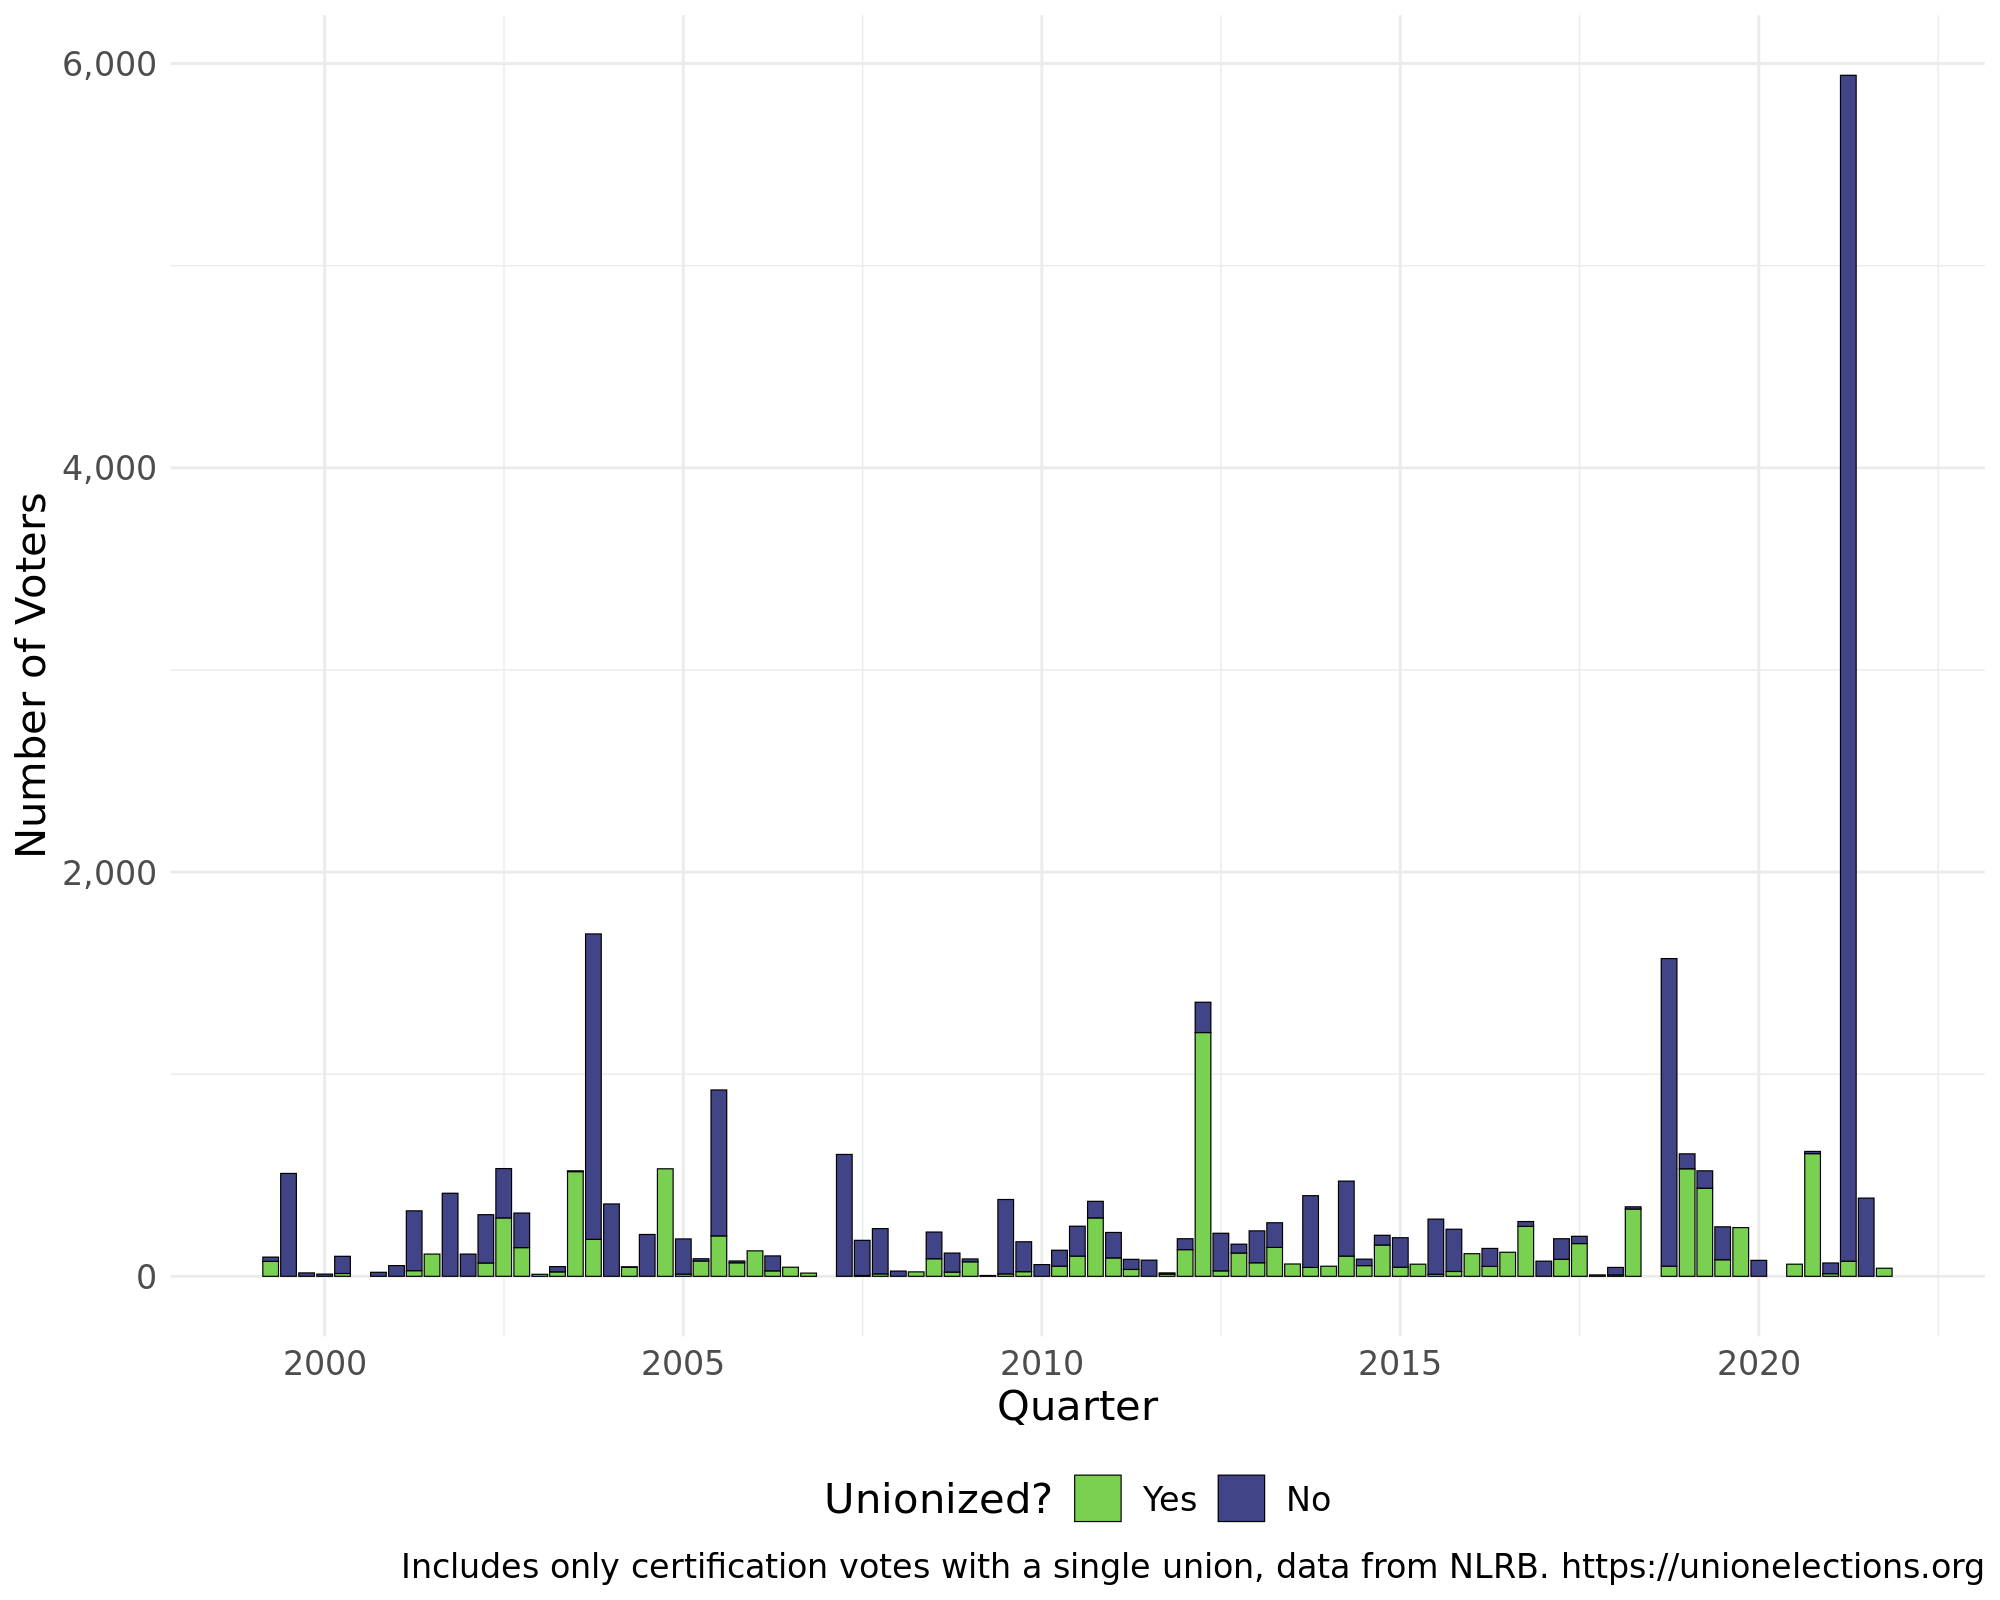 6,000
4,000
2,000
0
Number of Voters
2000 2005 2010 2015 2020
Quarter
Unionized? Yes No
Includes only certification votes with a single union, data from NLRB. https://unionelections.org